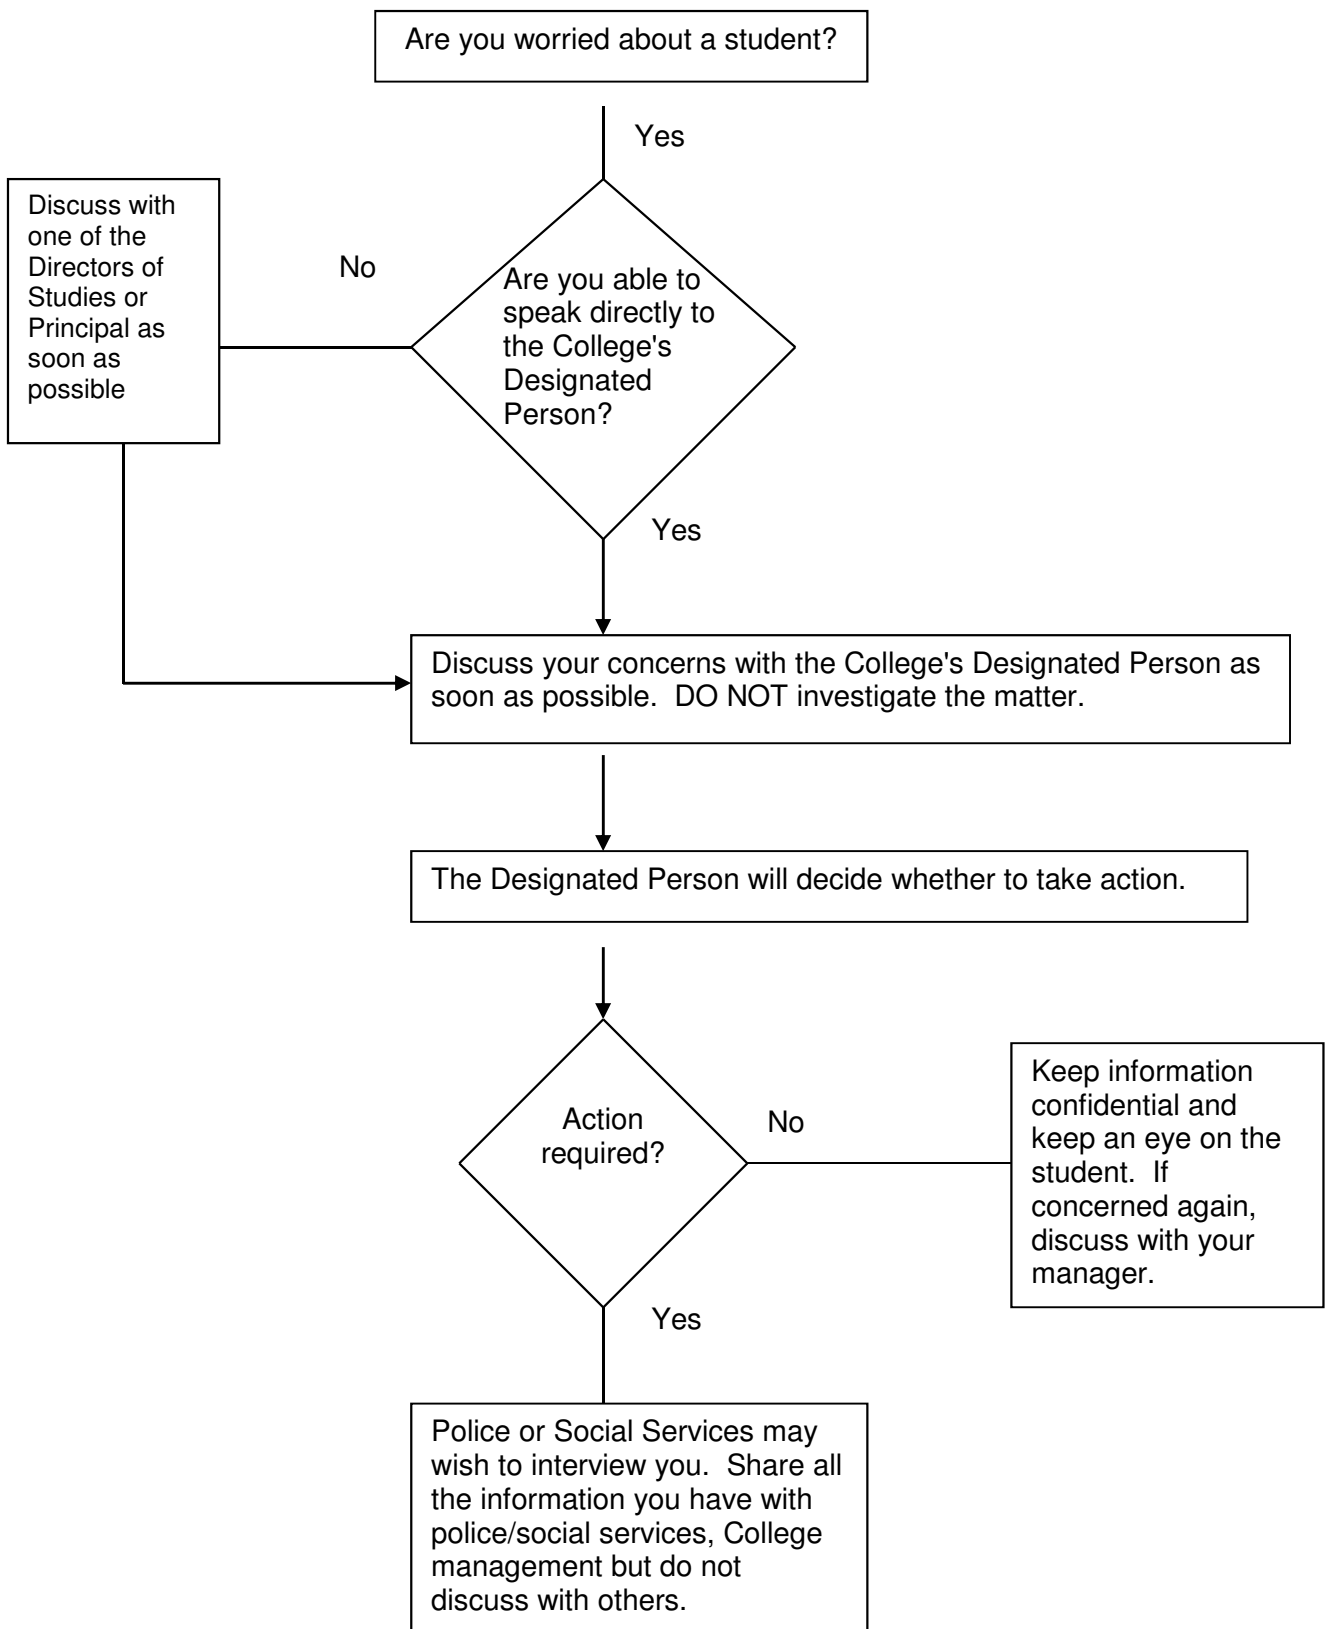 Are you worried about a student?
Yes
Discuss with
one of the
Directors of
Studies or
Principal as
soon as
possible
No
Are you able to
speak directly to
the College's
Designated
Person?
Yes
Discuss your concerns with the College's Designated Person as
soon as possible.  DO NOT investigate the matter.
The Designated Person will decide whether to take action.
Action
required?
No
Keep information
confidential and
keep an eye on the
student.  If
concerned again,
discuss with your
manager.
Yes
Police or Social Services may
wish to interview you.  Share all
the information you have with
police/social services, College
management but do not
discuss with others.